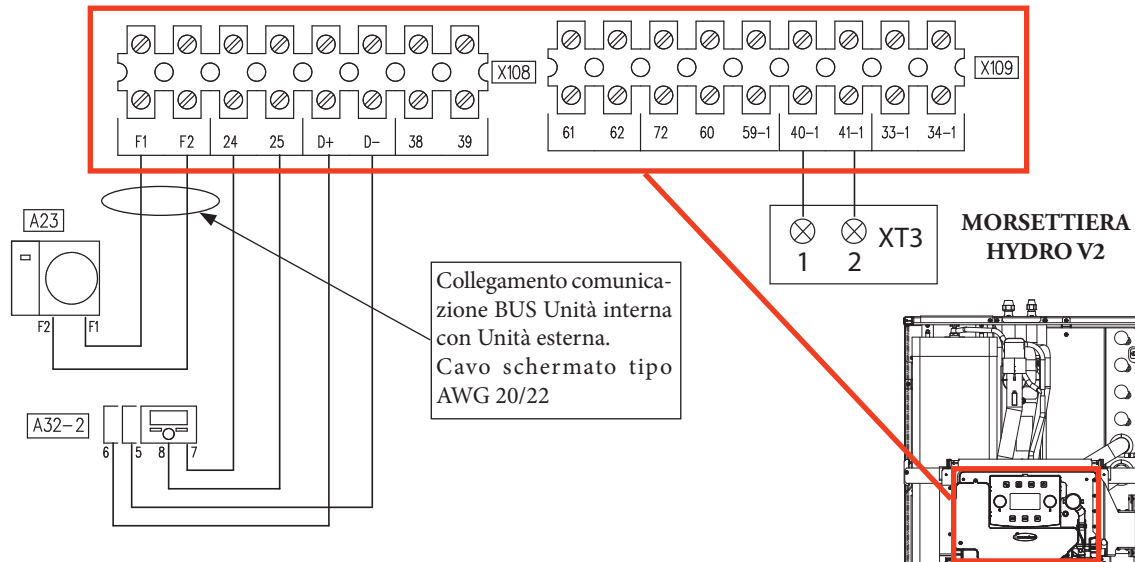 X108
X109
F1 F2 24 25 D+ D- 38 39
61 62 72 60 59-1 40-1 41-1 33-1 34-1
A23
F2 F1
XT3
1 2
MORSETTIERA
HYDRO V2
Collegamento comunica-
zione BUS Unità interna
con Unità esterna.
Cavo schermato tipo
AWG 20/22
A32-2
6 5 8 7